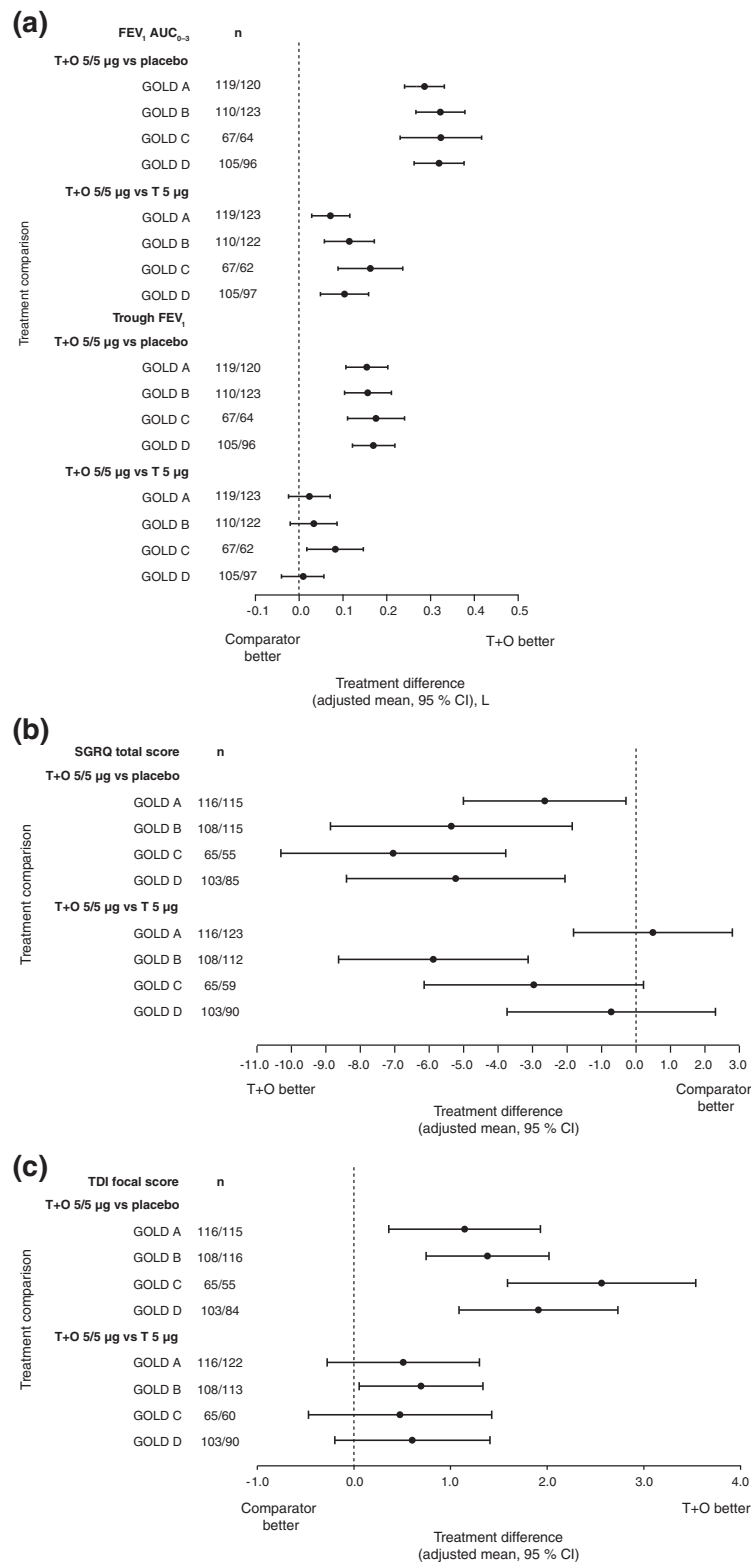 (a)
FEV₁ AUC₀₋₃ n
T+O 5/5 µg vs placebo
GOLD A 119/120
GOLD B 110/123
GOLD C 67/64
GOLD D 105/96
T+O 5/5 µg vs T 5 µg
GOLD A 119/123
GOLD B 110/122
GOLD C 67/62
GOLD D 105/97
Treatment comparison
Trough FEV₁
T+O 5/5 µg vs placebo
GOLD A 119/120
GOLD B 110/123
GOLD C 67/64
GOLD D 105/96
T+O 5/5 µg vs T 5 µg
GOLD A 119/123
GOLD B 110/122
GOLD C 67/62
GOLD D 105/97
-0.1 0.0 0.1 0.2 0.3 0.4 0.5
Comparator better T+O better
Treatment difference
(adjusted mean, 95 % CI), L
(b)
SGRQ total score n
T+O 5/5 µg vs placebo
GOLD A 116/115
GOLD B 108/115
GOLD C 65/55
GOLD D 103/85
Treatment comparison
T+O 5/5 µg vs T 5 µg
GOLD A 116/123
GOLD B 108/112
GOLD C 65/59
GOLD D 103/90
-11.0 -10.0 -9.0 -8.0 -7.0 -6.0 -5.0 -4.0 -3.0 -2.0 -1.0 0.0 1.0 2.0 3.0
T+O better Comparator better
Treatment difference
(adjusted mean, 95 % CI)
(c)
TDI focal score n
T+O 5/5 µg vs placebo
GOLD A 116/115
GOLD B 108/116
GOLD C 65/55
GOLD D 103/84
Treatment comparison
T+O 5/5 µg vs T 5 µg
GOLD A 116/122
GOLD B 108/113
GOLD C 65/60
GOLD D 103/90
-1.0 0.0 1.0 2.0 3.0 4.0
Comparator better T+O better
Treatment difference
(adjusted mean, 95 % CI)